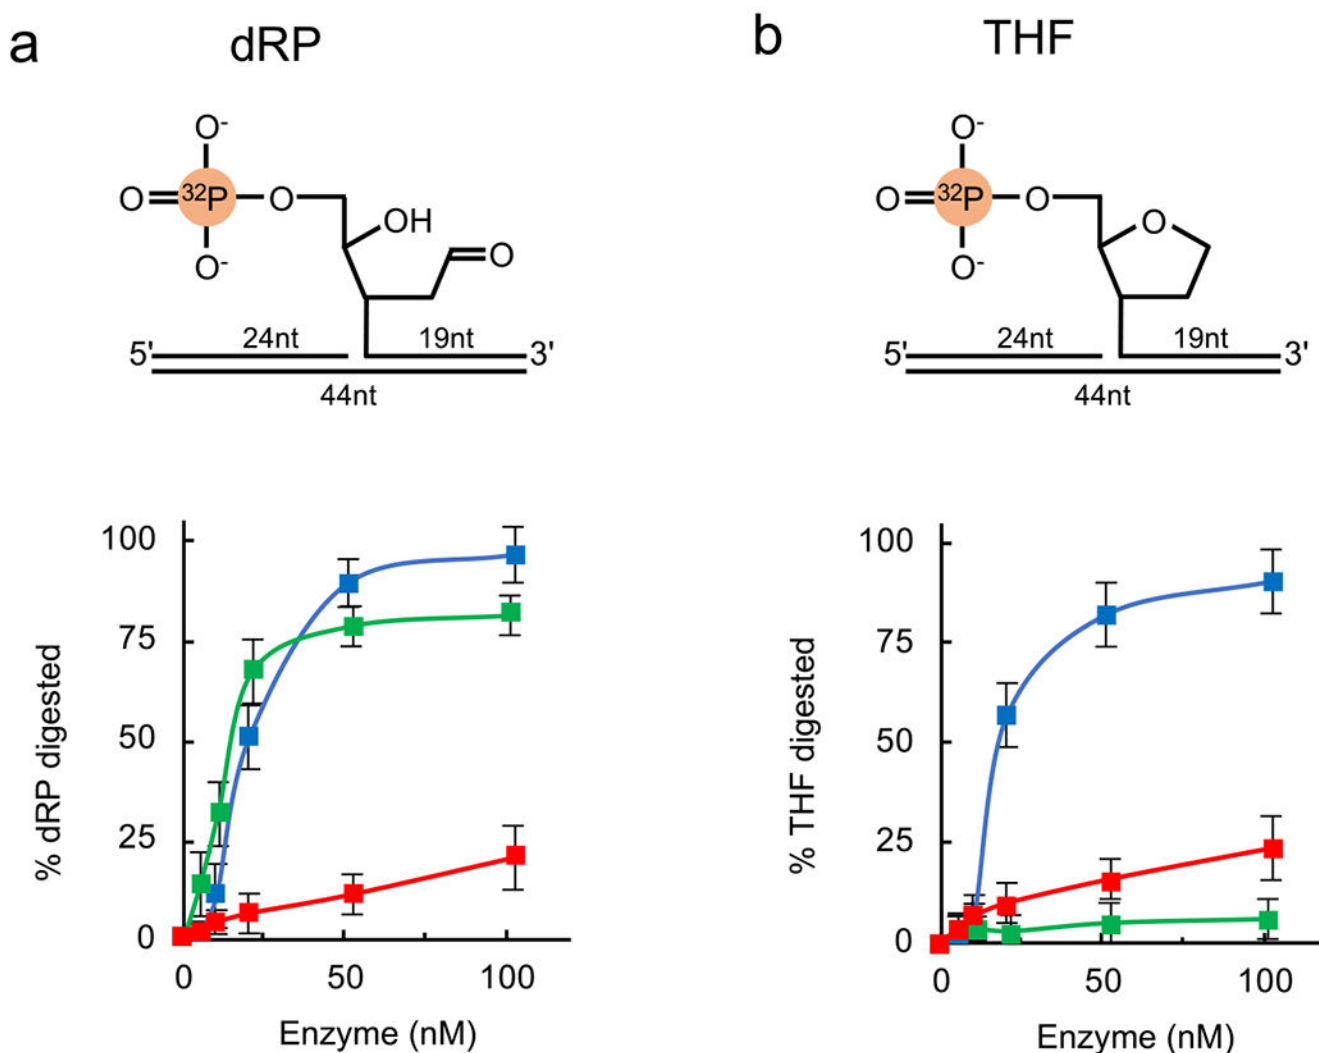 a dRP
O-
O 32P O OH
O- O
24nt 19nt
5' 3'
44nt
100
75
50
25
0
% dRP digested
0 50 100
Enzyme (nM)
b THF
O-
O 32P O O
O-
24nt 19nt
5' 3'
44nt
100
75
50
25
0
% THF digested
0 50 100
Enzyme (nM)